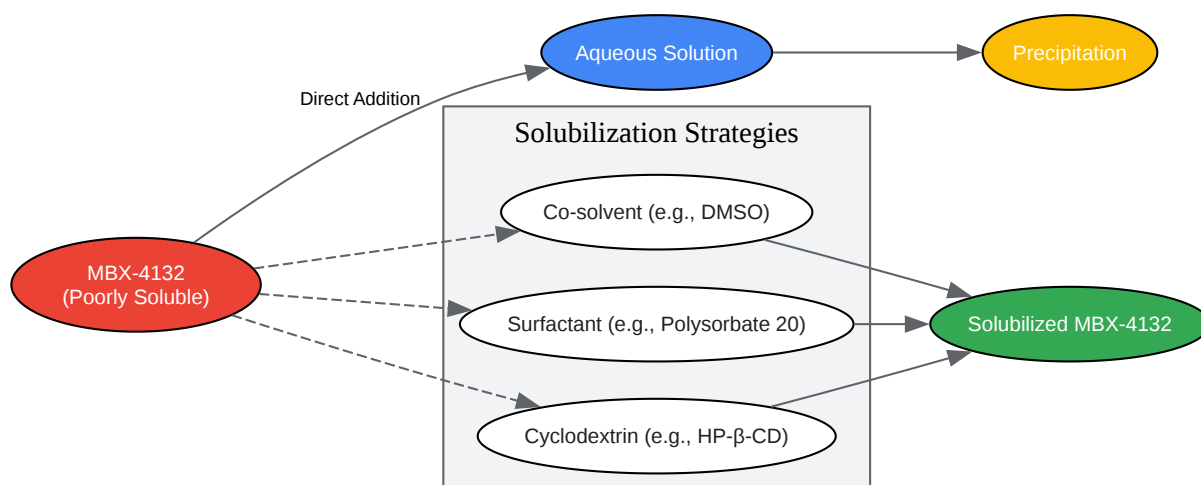 Aqueous Solution
Precipitation
Direct Addition
Solubilization Strategies
Co-solvent (e.g., DMSO)
MBX-4132
(Poorly Soluble)
Surfactant (e.g., Polysorbate 20)
Solubilized MBX-4132
Cyclodextrin (e.g., HP-β-CD)